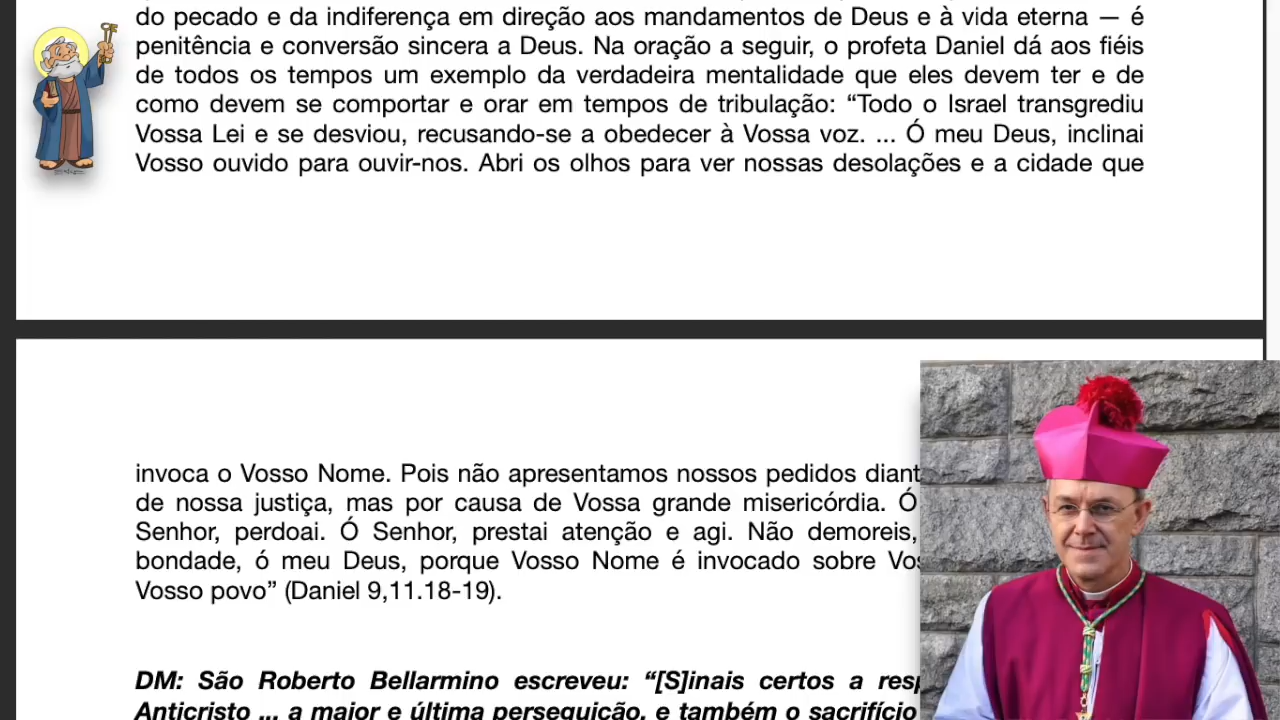 do pecado e da indiferença em direção aos mandamentos de Deus e à vida eterna — é
penitência e conversão sincera a Deus. Na oração a seguir, o profeta Daniel dá aos fiéis
de todos os tempos um exemplo da verdadeira mentalidade que eles devem ter e de
como devem se comportar e orar em tempos de tribulação: “Todo o Israel transgrediu
Vossa Lei e se desviou, recusando-se a obedecer à Vossa voz. ... Ó meu Deus, inclinai
Vosso ouvido para ouvir-nos. Abri os olhos para ver nossas desolações e a cidade que
invoca o Vosso Nome. Pois não apresentamos nossos pedidos diant
de nossa justiça, mas por causa de Vossa grande misericórdia. Ó
Senhor, perdoai. Ó Senhor, prestai atenção e agi. Não demoreis,
bondade, ó meu Deus, porque Vosso Nome é invocado sobre Vos
Vosso povo” (Daniel 9,11.18-19).
DM: São Roberto Bellarmino escreveu: “[S]inais certos a resp
Anticristo ... a maior e última perseguição, e também o sacrifício